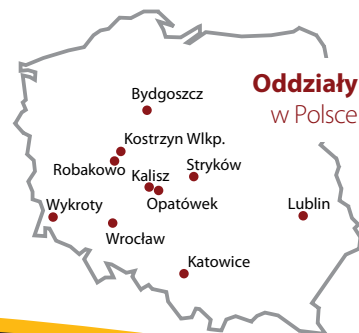 Oddziały
w Polsce
Bydgoszcz
Kostrzyn Wlkp.
Robakowo
Kalisz
Stryków
Opatówek
Wykroty
Lublin
Wrocław
Katowice